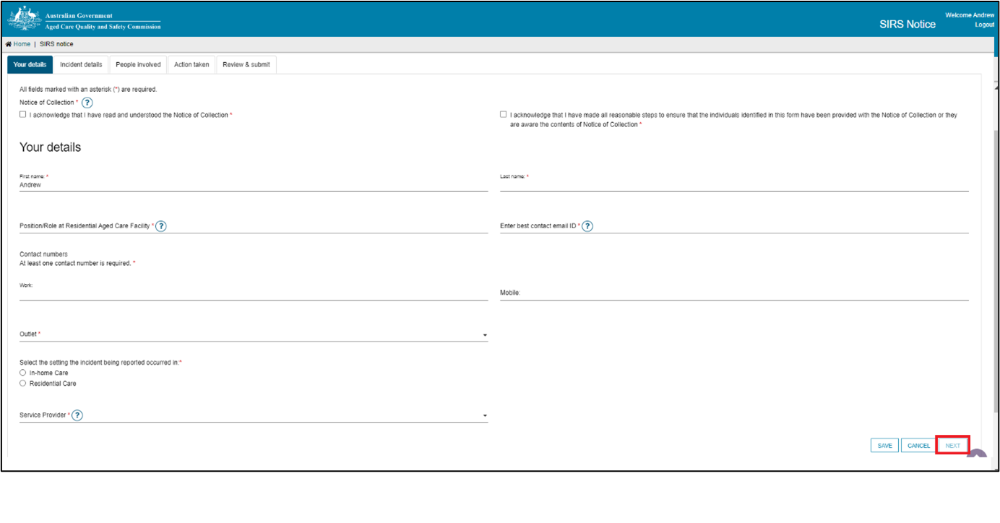 Australian Government
Aged Care Quality and Safety Commission
SIRS Notice
Welcome Andrew
Logout
Home | SIRS notice
Your details
Incident details
People involved
Action taken
Review & submit
All fields marked with an asterisk (*) are required.
Notice of Collection * ?
I acknowledge that I have read and understood the Notice of Collection *
I acknowledge that I have made all reasonable steps to ensure that the individuals identified in this form have been provided with the Notice of Collection or they
are aware the contents of Notice of Collection *
Your details
First name: *
Andrew
Last name: *
Position/Role at Residential Aged Care Facility * ?
Enter best contact email ID * ?
Contact numbers
At least one contact number is required. *
Work:
Mobile:
Outlet *
Select the setting the incident being reported occurred in:*
In-home Care
Residential Care
Service Provider * ?
SAVE
CANCEL
NEXT